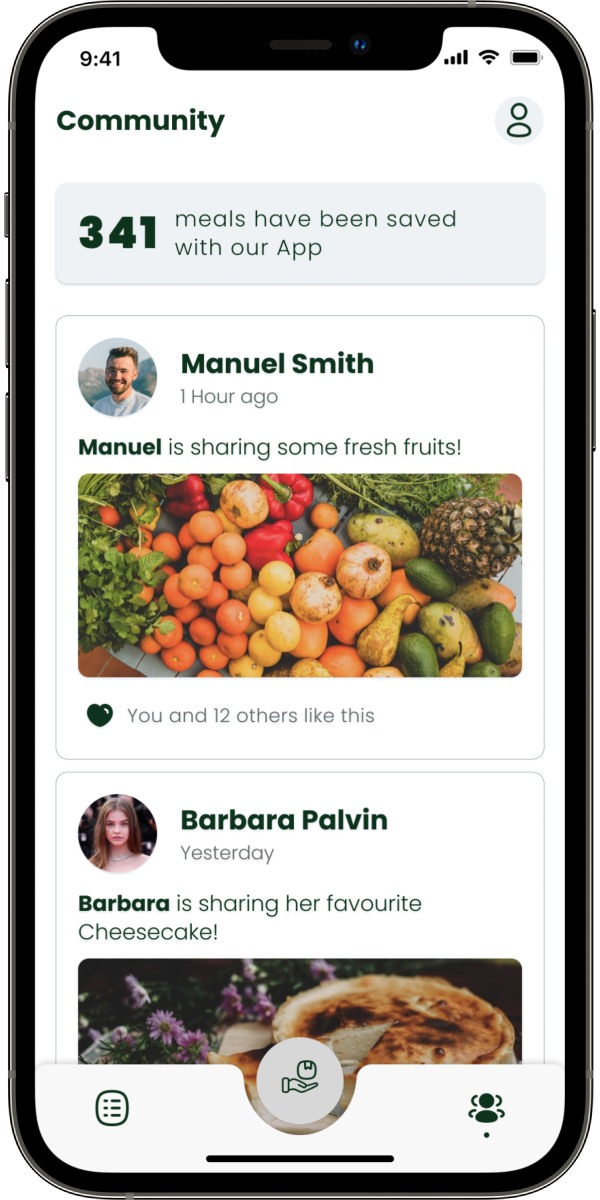 9:41
Community
341 meals have been saved
with our App
Manuel Smith
1 Hour ago
Manuel is sharing some fresh fruits!
You and 12 others like this
Barbara Palvin
Yesterday
Barbara is sharing her favourite
Cheesecake!